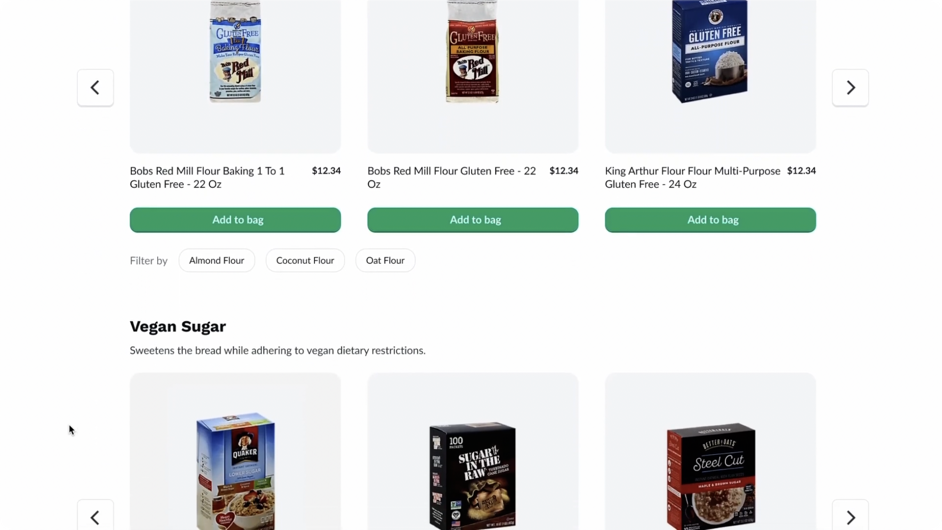 GLUTEN FREE
Baking Flour
Bob's
Red Mill
GLUTEN FREE
ALL PURPOSE
BAKING FLOUR
Bob's
Red Mill
GLUTEN FREE
ALL-PURPOSE FLOUR
Bobs Red Mill Flour Baking 1 To 1 $12.34
Gluten Free - 22 Oz
Bobs Red Mill Flour Gluten Free - 22 $12.34
Oz
King Arthur Flour Flour Multi-Purpose $12.34
Gluten Free - 24 Oz
Add to bag
Add to bag
Add to bag
Filter by Almond Flour Coconut Flour Oat Flour
Vegan Sugar
Sweetens the bread while adhering to vegan dietary restrictions.
QUAKER
100
SUGAR
IN THE
RAW
BETTER OATS
Steel Cut
MAPLE & BROWN SUGAR